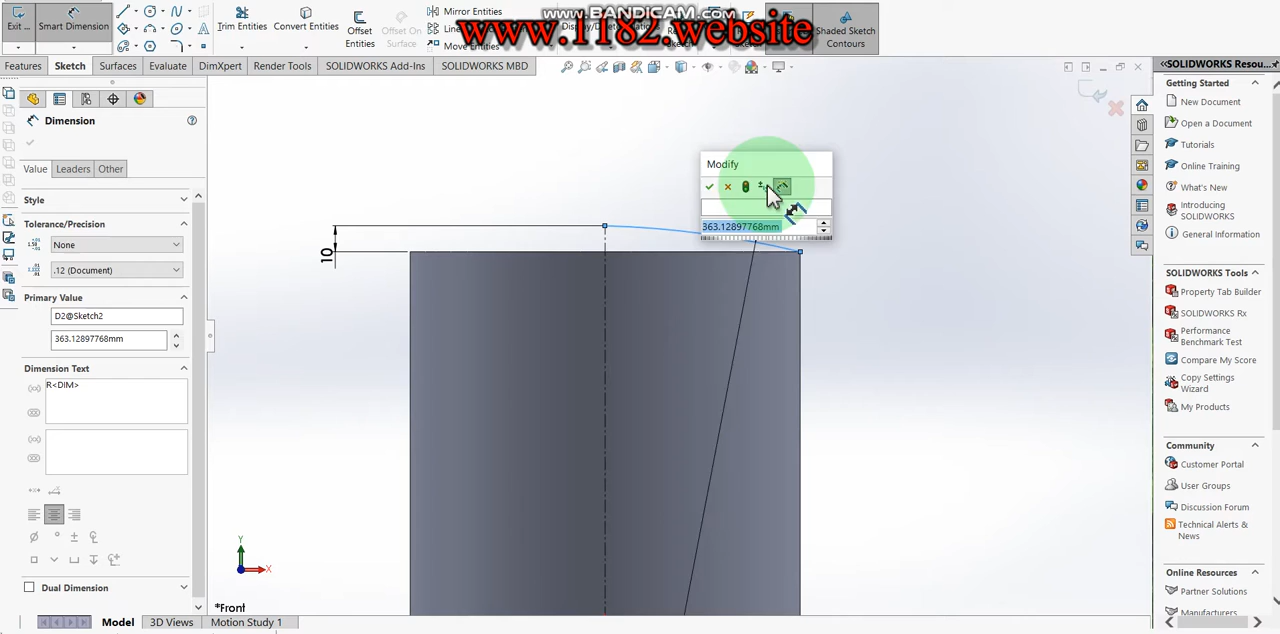 www.BANDICAM.COM
www.1182.website
Exit ...
Smart Dimension
Trim Entities
Convert Entities
Offset Entities
Offset On Surface
Mirror Entities
Move Entities
Shaded Sketch Contours
Features
Sketch
Surfaces
Evaluate
DimXpert
Render Tools
SOLIDWORKS Add-Ins
SOLIDWORKS MBD
Dimension
Value
Leaders
Other
Style
Tolerance/Precision
None
.12 (Document)
Primary Value
D2@Sketch2
363.12897768mm
Dimension Text
R<DIM>
Dual Dimension
Modify
363.12897768mm
10
Y
X
*Front
Model
3D Views
Motion Study 1
SOLIDWORKS Resou...
Getting Started
New Document
Open a Document
Tutorials
Online Training
What's New
Introducing
SOLIDWORKS
General Information
SOLIDWORKS Tools
Property Tab Builder
SOLIDWORKS Rx
Performance
Benchmark Test
Compare My Score
Copy Settings
Wizard
My Products
Community
Customer Portal
User Groups
Discussion Forum
Technical Alerts &
News
Online Resources
Partner Solutions
Manufacturers